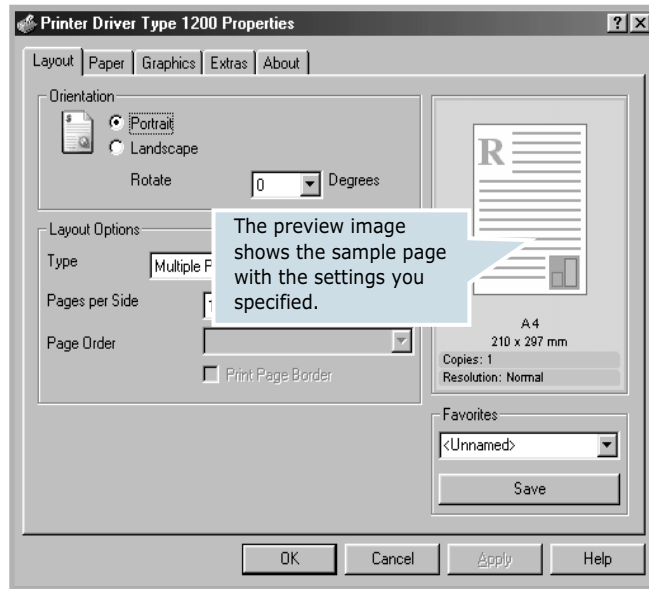 Printer Driver Type 1200 Properties
Layout
Paper
Graphics
Extras
About
Orientation
Portrait
Landscape
Rotate
0
Degrees
Layout Options
Type
Multiple
Pages per Side
Page Order
Print Page Border
The preview image
shows the sample page
with the settings you
specified.
R
A4
210 x 297 mm
Copies: 1
Resolution: Normal
Favorites
<Unnamed>
Save
OK
Cancel
Apply
Help